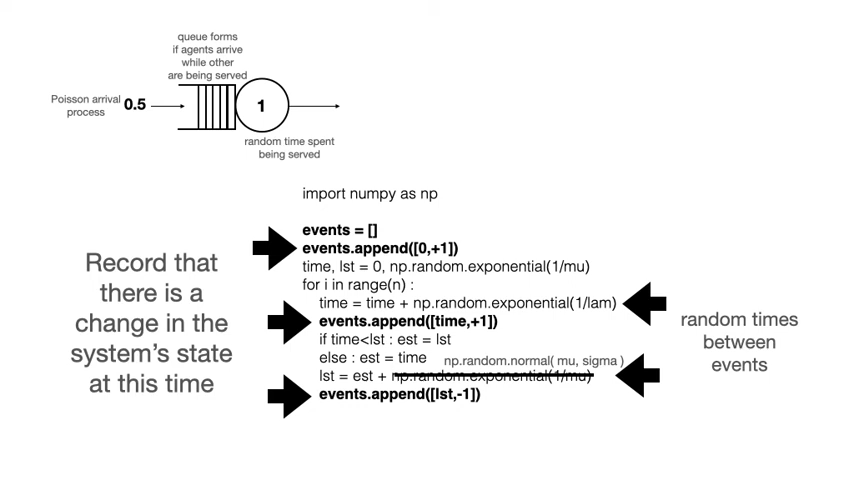 queue forms
if agents arrive
while other
are being served
Poisson arrival
process
0.5
1
random time spent
being served
import numpy as np
events = []
events.append([0,+1])
time, lst = 0, np.random.exponential(1/mu)
for i in range(n) :
time = time + np.random.exponential(1/lam)
events.append([time,+1])
if time<lst : est = lst
else : est = time
np.random.normal( mu, sigma )
lst = est + np.random.exponential(1/mu)
events.append([lst,-1])
Record that
there is a
change in the
system's state
at this time
random times
between
events